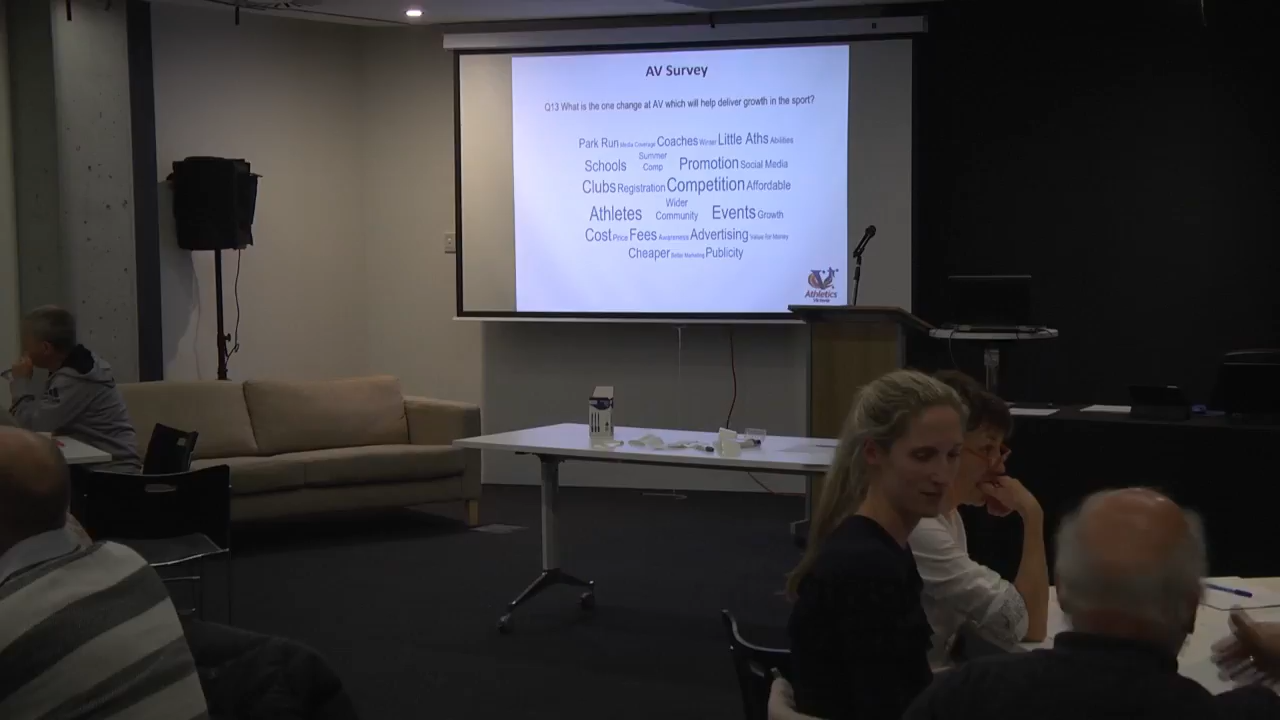 AV Survey
Q13 What is the one change at AV which will help deliver growth in the sport?
Park Run Media Coverage Coaches Winter Little Aths Abilities
Schools Summer Comp Promotion Social Media
Clubs Registration Competition Affordable
Athletes Wider Community Events Growth
Cost Price Fees Awareness Advertising Value for Money
Cheaper Better Marketing Publicity
Athletics